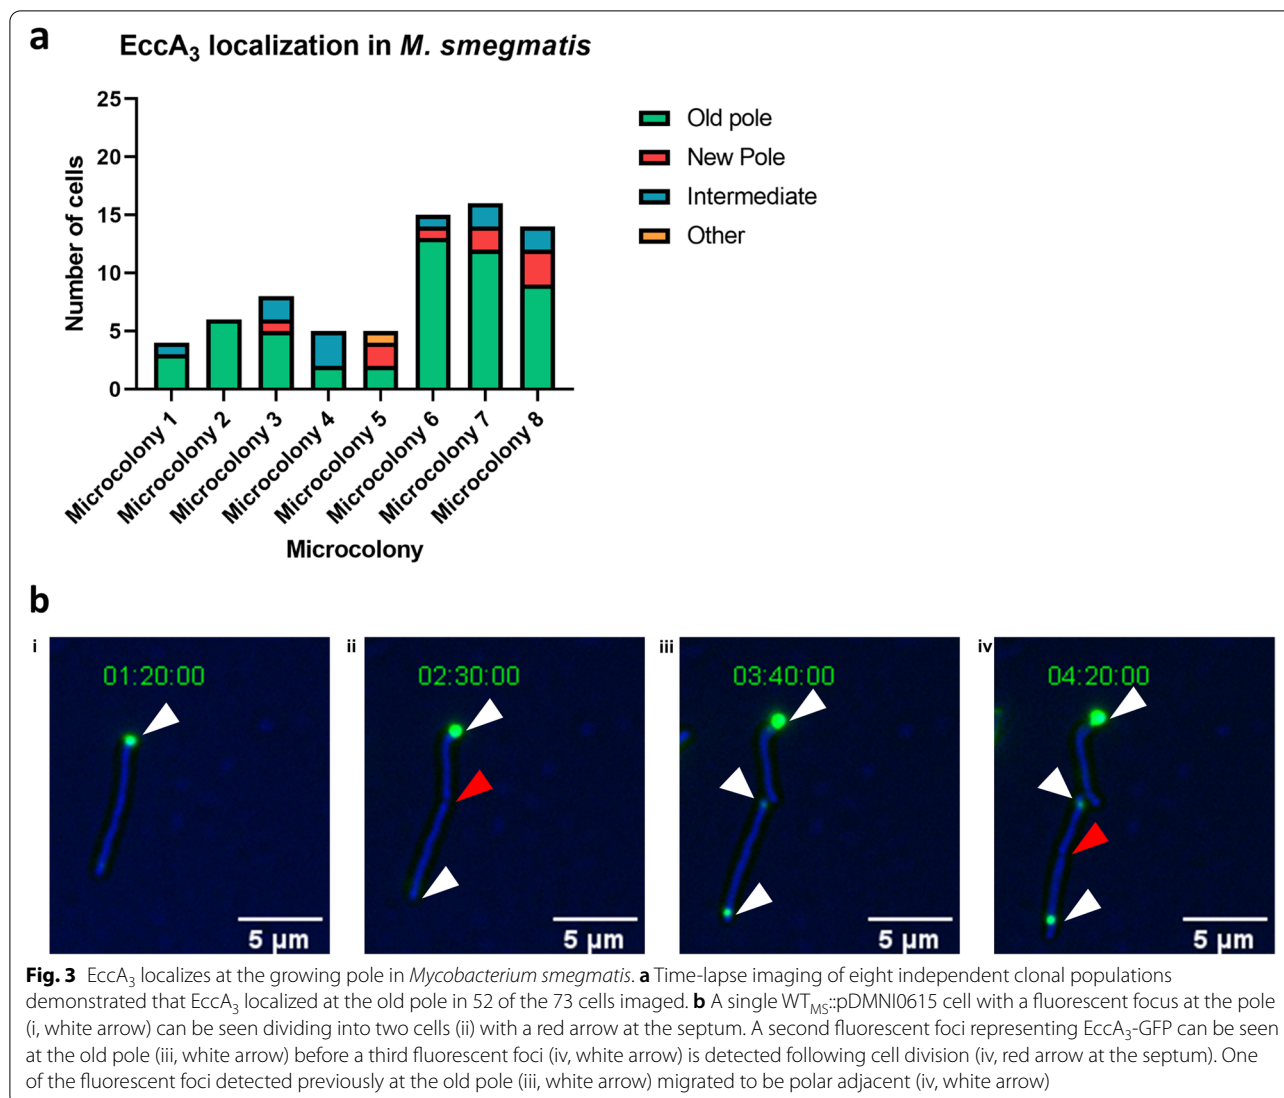 a
EccA₃ localization in M. smegmatis
25
20
15
10
5
0
Number of cells
Old pole
New Pole
Intermediate
Other
Microcolony 1
Microcolony 2
Microcolony 3
Microcolony 4
Microcolony 5
Microcolony 6
Microcolony 7
Microcolony 8
Microcolony
b
i
01:20:00
5 µm
ii
02:30:00
5 µm
iii
03:40:00
5 µm
iv
04:20:00
5 µm
Fig. 3 EccA₃ localizes at the growing pole in Mycobacterium smegmatis. a Time-lapse imaging of eight independent clonal populations
demonstrated that EccA₃ localized at the old pole in 52 of the 73 cells imaged. b A single WT_MS::pDMNI0615 cell with a fluorescent focus at the pole
(i, white arrow) can be seen dividing into two cells (ii) with a red arrow at the septum. A second fluorescent foci representing EccA₃-GFP can be seen
at the old pole (iii, white arrow) before a third fluorescent foci (iv, white arrow) is detected following cell division (iv, red arrow at the septum). One
of the fluorescent foci detected previously at the old pole (iii, white arrow) migrated to be polar adjacent (iv, white arrow)